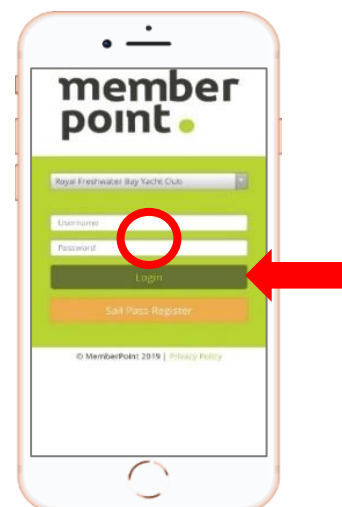 member
point
Royal Freshwater Bay Yacht Club
Username
Password
Login
Sail Pass Register
© MemberPoint 2019 | Privacy Policy